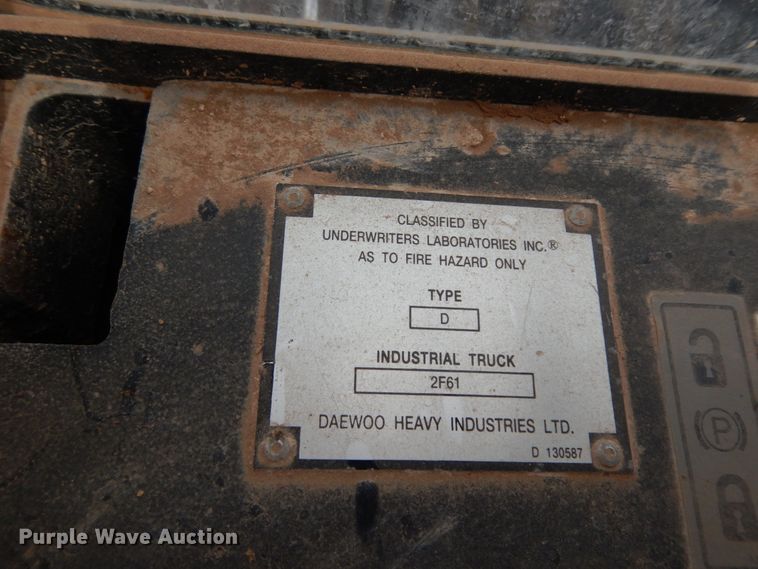 CLASSIFIED BY
UNDERWRITERS LABORATORIES INC.®
AS TO FIRE HAZARD ONLY
TYPE
D
INDUSTRIAL TRUCK
2F61
DAEWOO HEAVY INDUSTRIES LTD.
D 130587
P
Purple Wave Auction